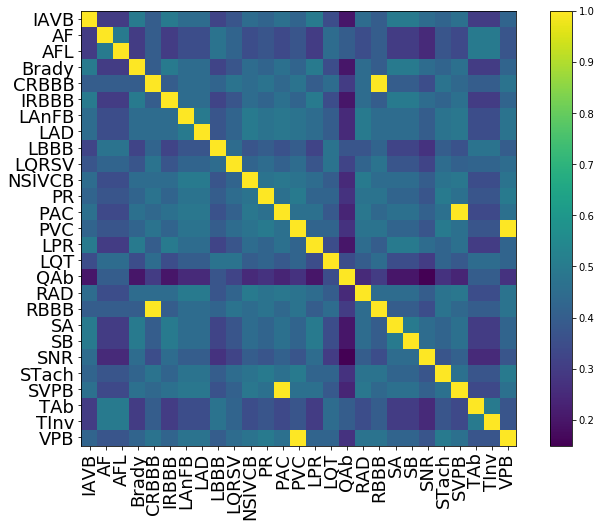 IAVB
AF
AFL
Brady
CRBBB
IRBBB
LAnFB
LAD
LBBB
LQRSV
NSIVCB
PR
PAC
PVC
LPR
LQT
QAb
RAD
RBBB
SA
SB
SNR
STach
SVPB
TAb
TInv
VPB
IAVB AF AFL Brady CRBBB IRBBB LAnFB LAD LBBB LQRSV NSIVCB PR PAC PVC LPR LQT QAb RAD RBBB SA SB SNR STach SVPB TAb TInv VPB
1.0
0.9
0.8
0.7
0.6
0.5
0.4
0.3
0.2